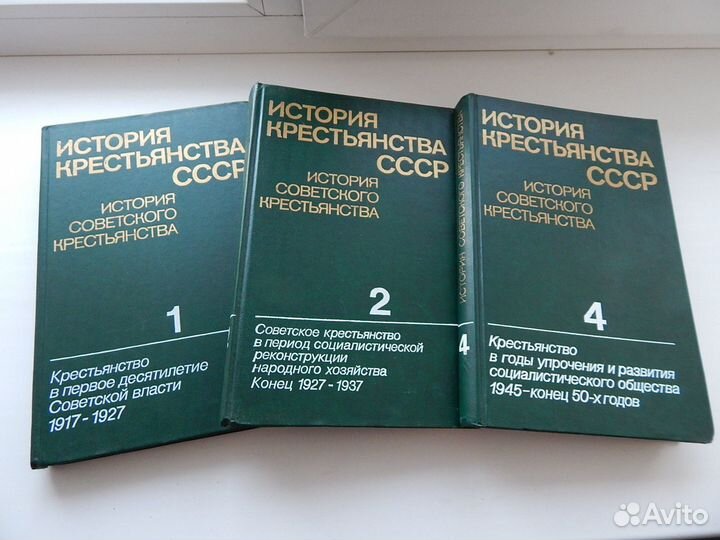 ИСТОРИЯ
КРЕСТЬЯНСТВА
СССР
ИСТОРИЯ
СОВЕТСКОГО
КРЕСТЬЯНСТВА
1
Крестьянство
в первое десятилетие
Советской власти
1917-1927
ИСТОРИЯ
КРЕСТЬЯНСТВА
СССР
ИСТОРИЯ
СОВЕТСКОГО
КРЕСТЬЯНСТВА
2
Советское крестьянство
в период социалистической
реконструкции
народного хозяйства
Конец 1927-1937
ИСТОРИЯ СОВЕТСКОГО КРЕСТЬЯНСТВА
4
ИСТОРИЯ
КРЕСТЬЯНСТВА
СССР
ИСТОРИЯ
СОВЕТСКОГО
КРЕСТЬЯНСТВА
4
Крестьянство
в годы упрочения и развития
социалистического общества
1945-конец 50-х годов
Avito